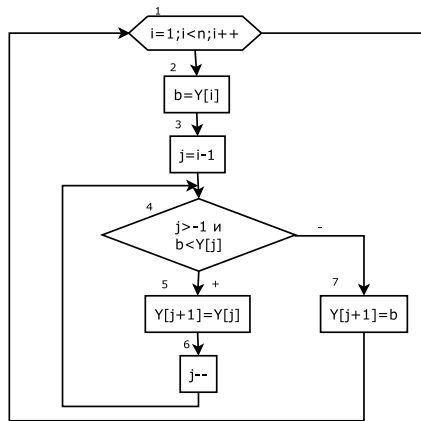 1
i=1;i<n;i++
2
b=Y[i]
3
j=i-1
4
j>-1 и
b<Y[j]
-
5
+
7
Y[j+1]=Y[j]
Y[j+1]=b
6
j--